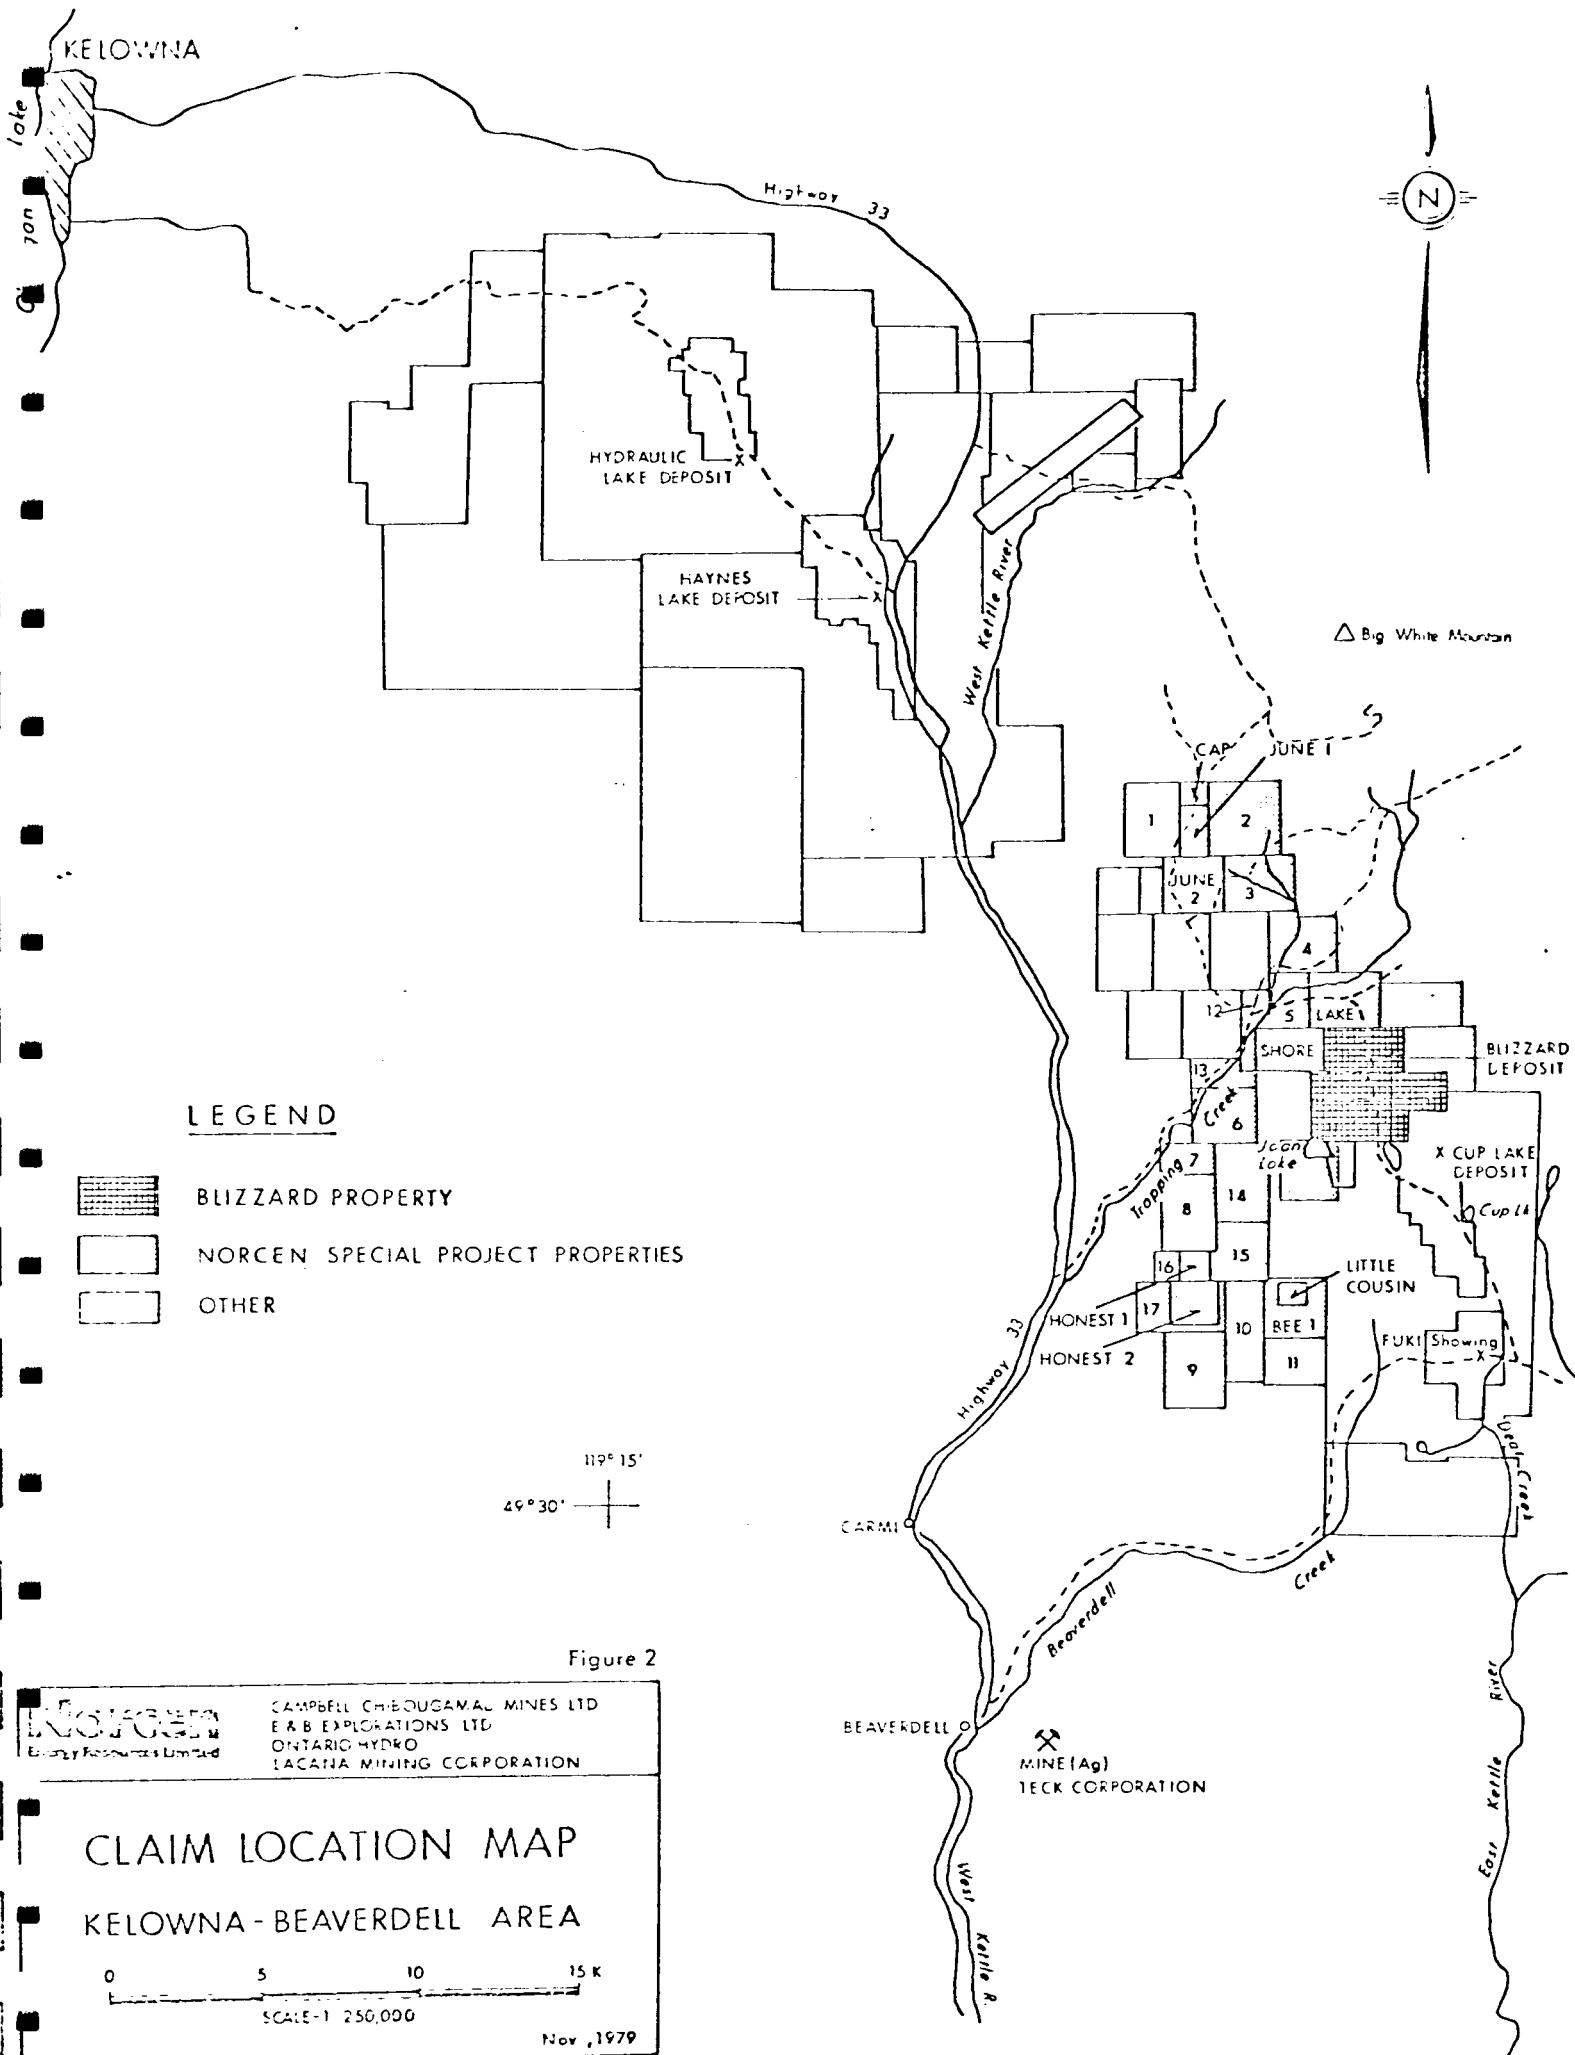 KELOWNA
Lake
Highway 33
N
HYDRAULIC
LAKE DEPOSIT
X
HAYNES
LAKE DEPOSIT
X
West Kettle River
Big White Mountain
CAP
JUNE 1
1
2
JUNE
2
3
4
12
5
LAKE 1
SHORE
BLIZZARD
DEPOSIT
13
Creek
6
Trapping
7
Joan
Lake
X CUP LAKE
DEPOSIT
Cup Lk
8
14
15
16
17
HONEST 1
HONEST 2
LITTLE
COUSIN
10
BEE 1
9
11
FUKI Showing
X
Highway 33
Creek
LEGEND
BLIZZARD PROPERTY
NORCEN SPECIAL PROJECT PROPERTIES
OTHER
119° 15'
49° 30'
CARMI
Beaverdell
Creek
BEAVERDELL
MINE (Ag)
TECK CORPORATION
West Kettle R.
East Kettle River
Figure 2
Norcen
Energy Resources Limited
CAMPBELL CHIBOUGAMAU MINES LTD
E & B EXPLORATIONS LTD
ONTARIO HYDRO
LACANA MINING CORPORATION
CLAIM LOCATION MAP
KELOWNA - BEAVERDELL AREA
0 5 10 15 K
SCALE-1 250,000
Nov , 1979